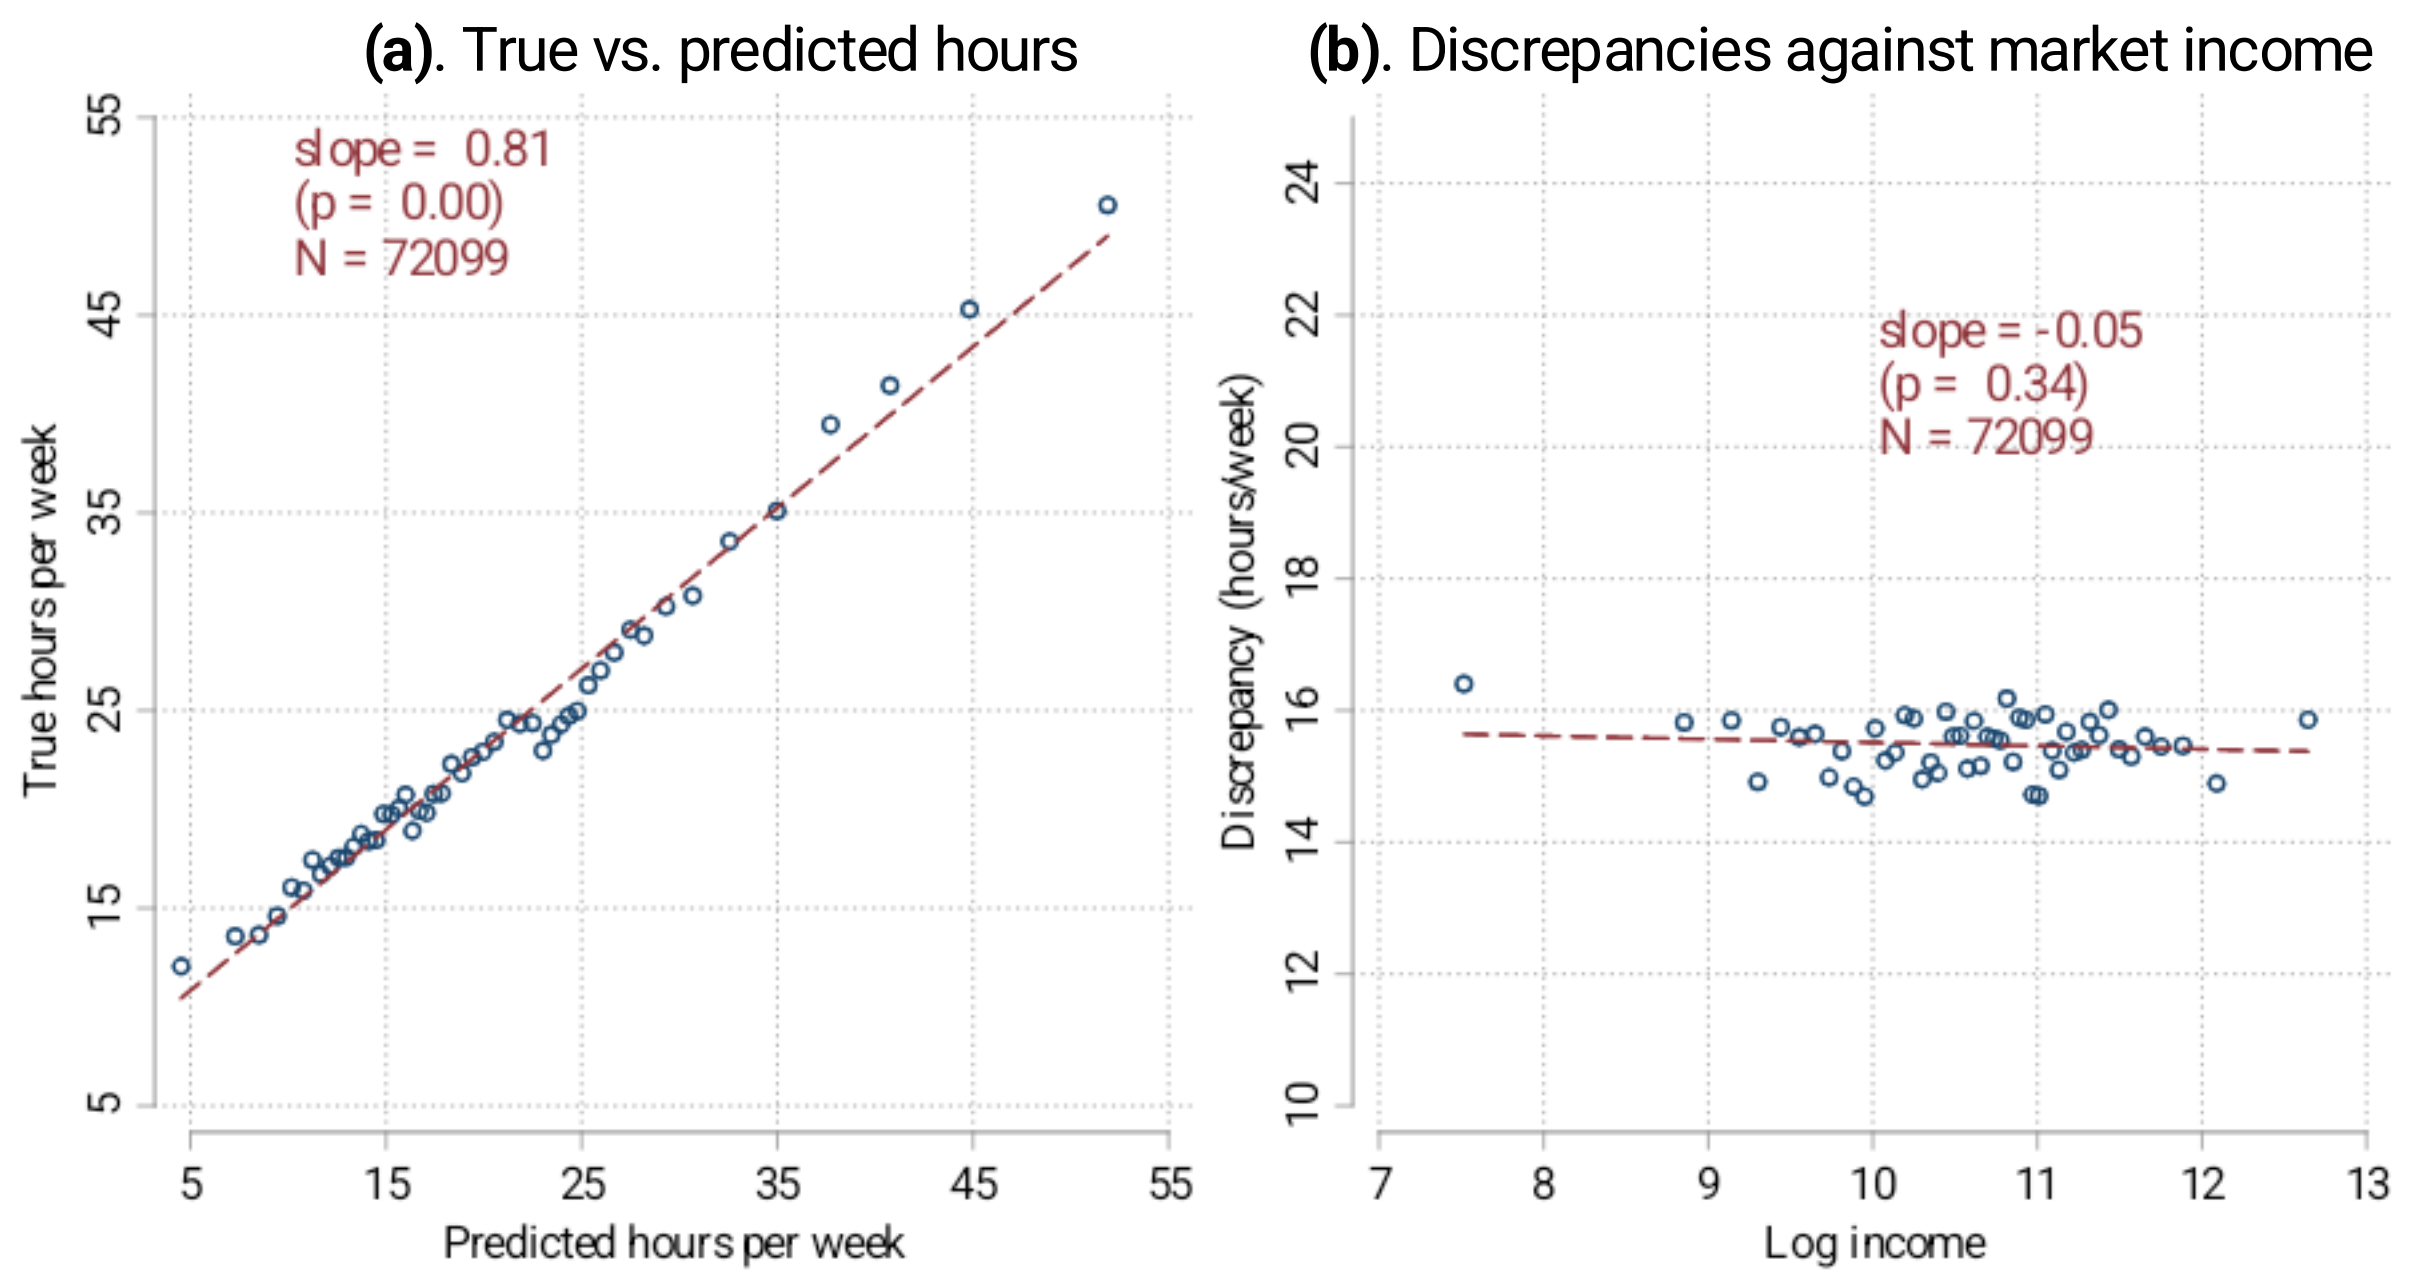 (a). True vs. predicted hours
55
45
35
25
15
5
True hours per week
slope = 0.81
(p = 0.00)
N = 72099
5 15 25 35 45 55
Predicted hours per week
(b). Discrepancies against market income
24
22
20
18
16
14
12
10
Discrepancy (hours/week)
slope = -0.05
(p = 0.34)
N = 72099
7 8 9 10 11 12 13
Log income